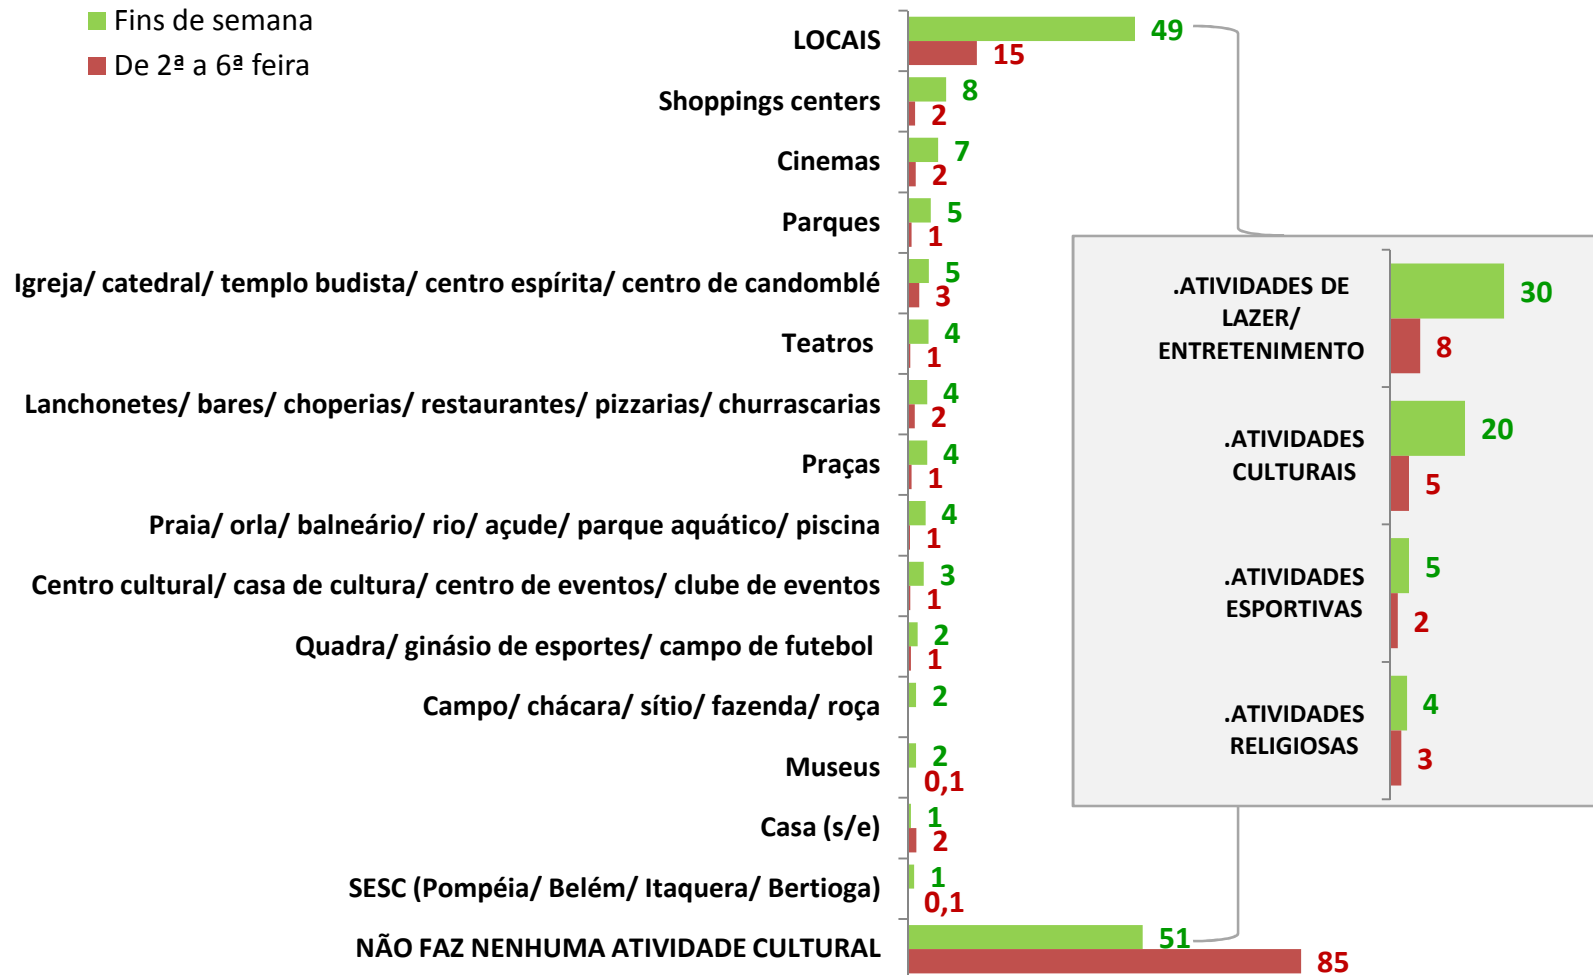 Fins de semana
De 2ª a 6ª feira
LOCAIS
49
15
Shoppings centers
8
2
Cinemas
7
2
Parques
5
1
Igreja/ catedral/ templo budista/ centro espírita/ centro de candomblé
5
3
Teatros
4
1
Lanchonetes/ bares/ choperias/ restaurantes/ pizzarias/ churrascarias
4
2
Praças
4
1
Praia/ orla/ balneário/ rio/ açude/ parque aquático/ piscina
4
1
Centro cultural/ casa de cultura/ centro de eventos/ clube de eventos
3
1
Quadra/ ginásio de esportes/ campo de futebol
2
1
Campo/ chácara/ sítio/ fazenda/ roça
2
Museus
2
0,1
Casa (s/e)
1
2
SESC (Pompéia/ Belém/ Itaquera/ Bertioga)
1
0,1
NÃO FAZ NENHUMA ATIVIDADE CULTURAL
51
85
.ATIVIDADES DE
LAZER/
ENTRETENIMENTO
30
8
.ATIVIDADES
CULTURAIS
20
5
.ATIVIDADES
ESPORTIVAS
5
2
.ATIVIDADES
RELIGIOSAS
4
3